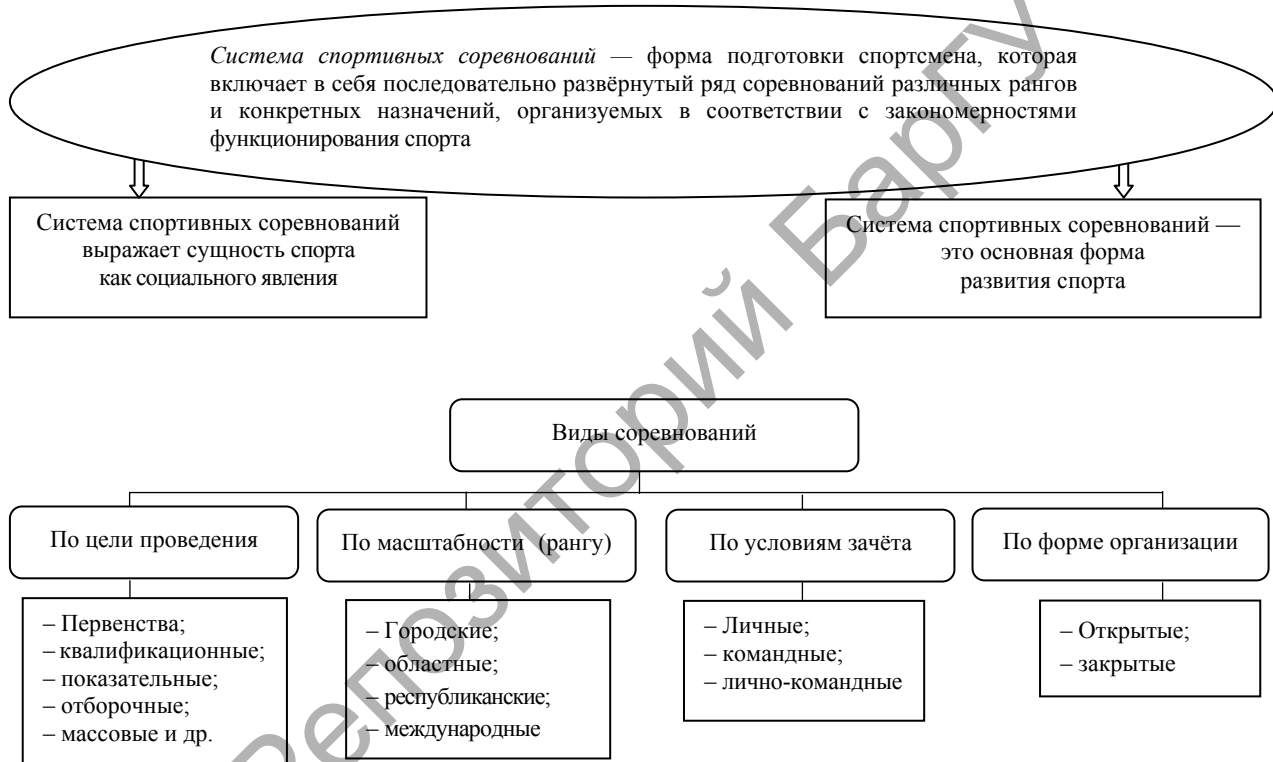 Система спортивных соревнований — форма подготовки спортсмена, которая
включает в себя последовательно развёрнутый ряд соревнований различных рангов
и конкретных назначений, организуемых в соответствии с закономерностями
функционирования спорта
Система спортивных соревнований
выражает сущность спорта
как социального явления
Система спортивных соревнований —
это основная форма
развития спорта
Виды соревнований
По цели проведения
По масштабности (рангу)
По условиям зачёта
По форме организации
– Первенства;
– квалификационные;
– показательные;
– отборочные;
– массовые и др.
– Городские;
– областные;
– республиканские;
– международные
– Личные;
– командные;
– лично-командные
– Открытые;
– закрытые
Репозиторий БарГУ